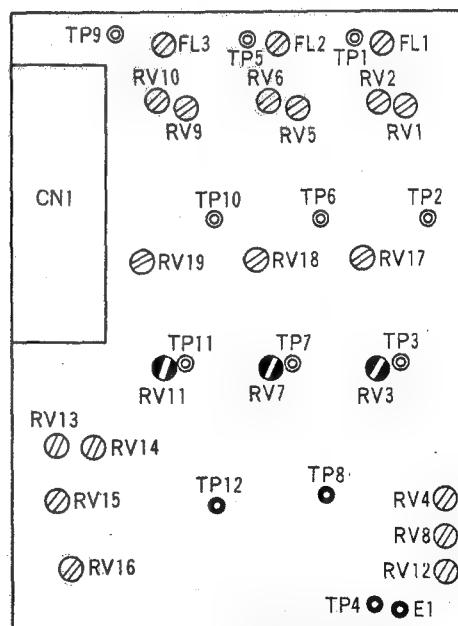 TP9 FL3 TP5 FL2 TP1 FL1
RV10 RV6 RV2
RV9 RV5 RV1
CN1
TP10 TP6 TP2
RV19 RV18 RV17
TP11 TP7 TP3
RV11 RV7 RV3
RV13
RV14
TP12 TP8
RV15 RV4
RV8
RV16 RV12
TP4 E1